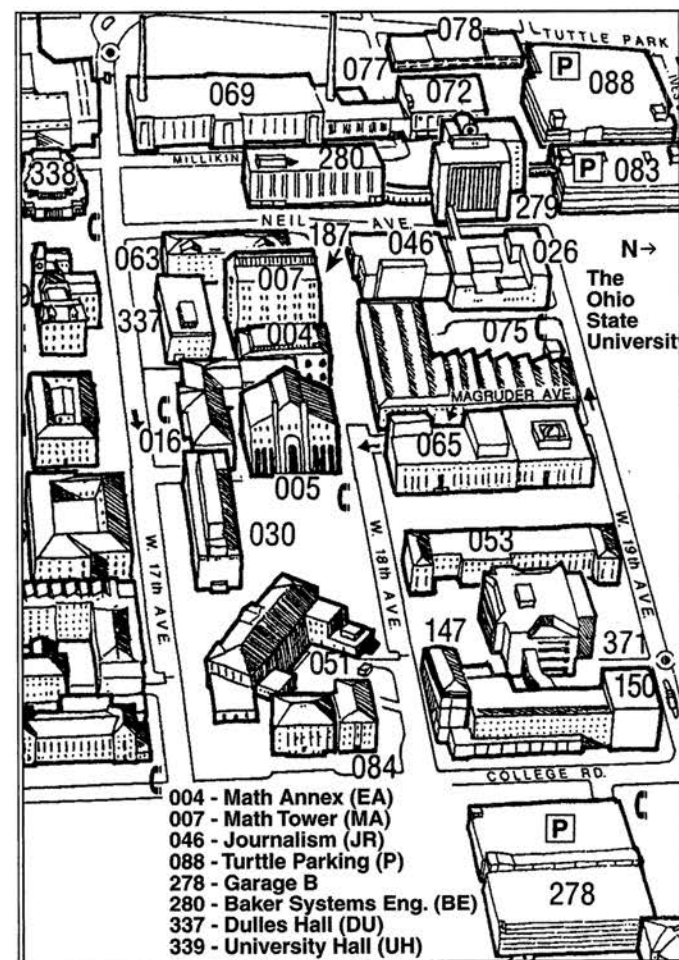 078
TUTTLE PARK
P
088
077
069
072
MILLIKIN
280
P
083
338
279
NEIL AVE.
187
046
026
N→
The
Ohio
State
Universit
063
007
337
004
075
MAGRUDER AVE.
016
065
005
030
W. 17th AVE.
W. 18th AVE.
053
W. 19th AVE.
147
371
051
150
084
COLLEGE RD.
004 - Math Annex (EA)
007 - Math Tower (MA)
046 - Journalism (JR)
088 - Turttle Parking (P)
278 - Garage B
280 - Baker Systems Eng. (BE)
337 - Dulles Hall (DU)
339 - University Hall (UH)
P
278